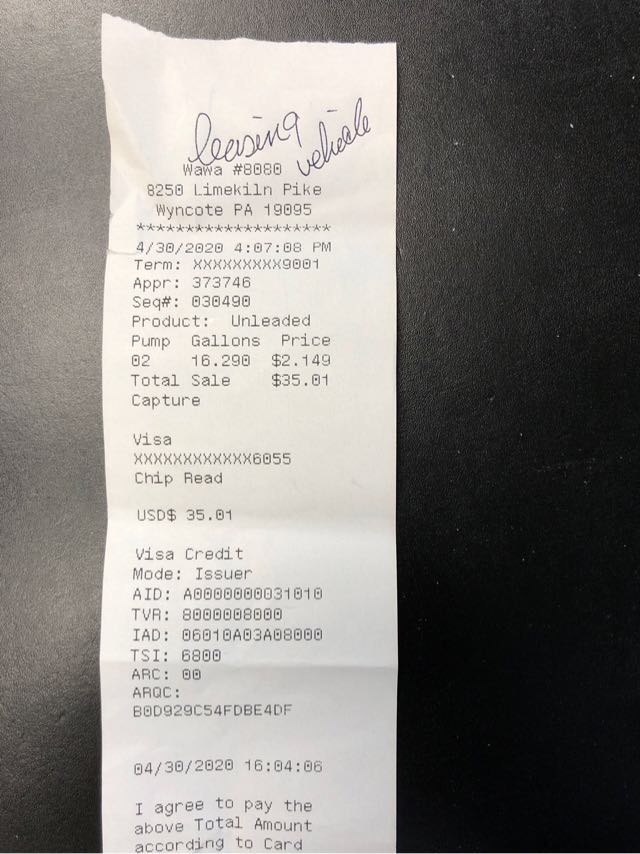 leasing vehicle
Wawa #8080
8250 Limekiln Pike
Wyncote PA 19095
********************
4/30/2020 4:07:08 PM
Term: XXXXXXXXX9001
Appr: 373746
Seq#: 030490
Product:  Unleaded
Pump  Gallons  Price
02    16.290 $2.149
Total Sale    $35.01
Capture
Visa
XXXXXXXXXXXX6055
Chip Read
USD$ 35.01
Visa Credit
Mode: Issuer
AID: A0000000031010
TVR: 8000008000
IAD: 06010A03A08000
TSI: 6800
ARC: 00
ARQC:
B0D929C54FDBE4DF
04/30/2020 16:04:06
I agree to pay the
above Total Amount
according to Card